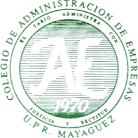 COLEGIO DE ADMINISTRACION DE EMPRESAS
EL SABIO ADMINISTRA CON
AE
1970
JUSTICIA Y RECTITUD
U.P.R. MAYAGUEZ